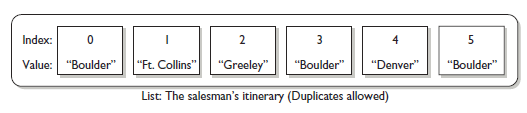 Index: 0 1 2 3 4 5
Value: “Boulder” “Ft. Collins” “Greeley” “Boulder” “Denver” “Boulder”
List: The salesman’s itinerary (Duplicates allowed)